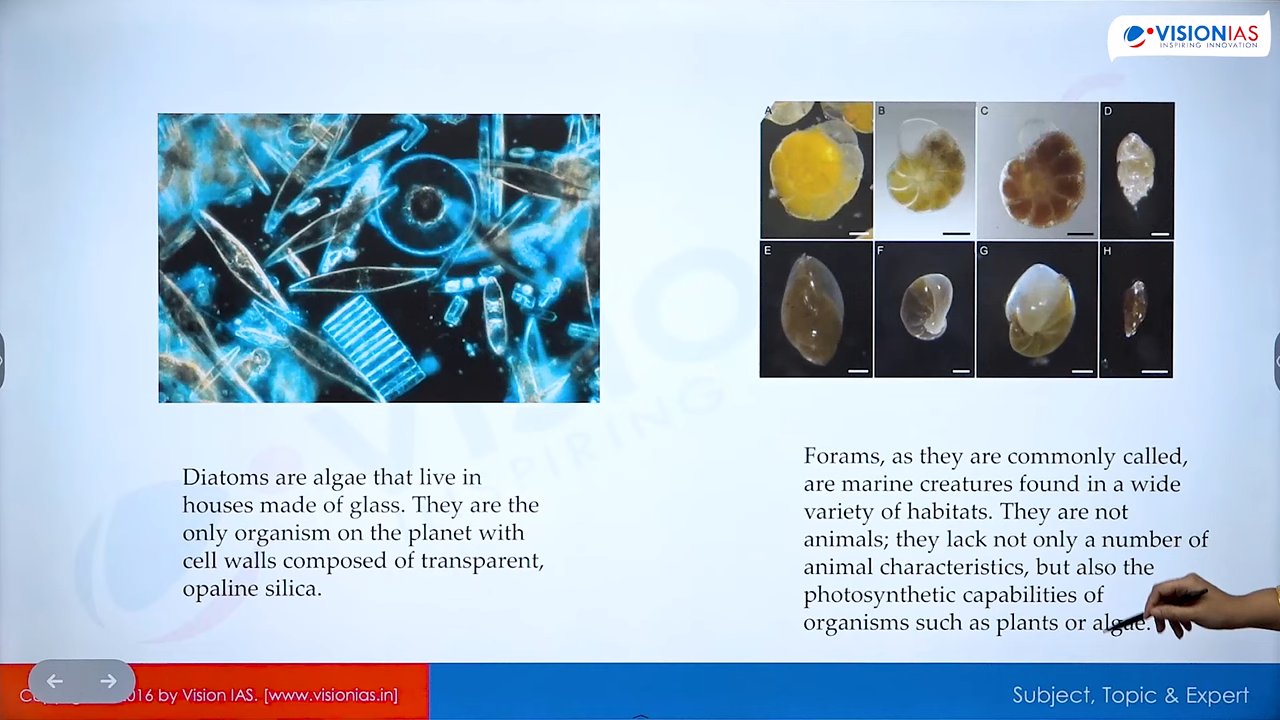 VISIONIAS
INSPIRING INNOVATION
A
B
C
D
E
F
G
H
Diatoms are algae that live in
houses made of glass. They are the
only organism on the planet with
cell walls composed of transparent,
opaline silica.
Forams, as they are commonly called,
are marine creatures found in a wide
variety of habitats. They are not
animals; they lack not only a number of
animal characteristics, but also the
photosynthetic capabilities of
organisms such as plants or algae.
16 by Vision IAS. [www.visionias.in]
Subject, Topic & Expert